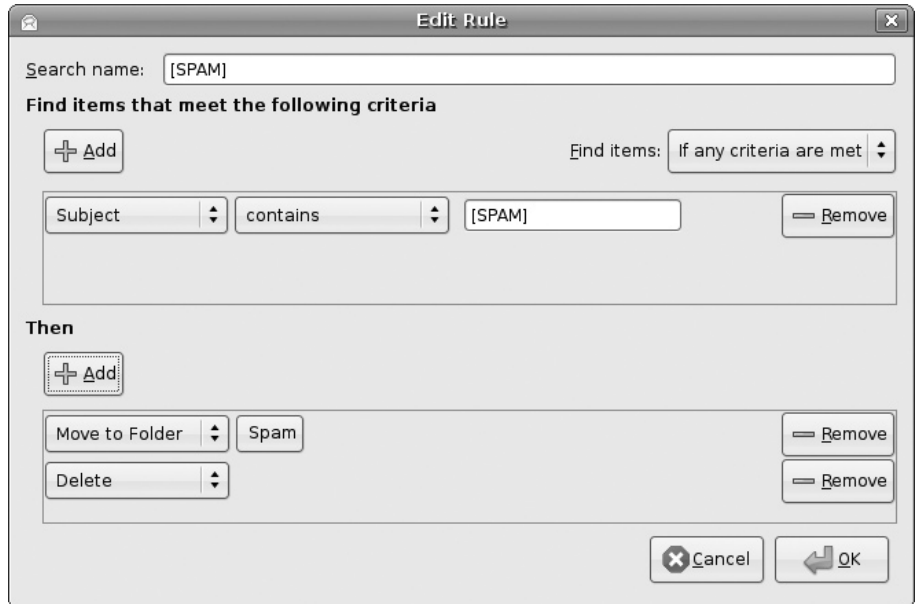 Edit Rule
Search name: [SPAM]
Find items that meet the following criteria
Add Find items: If any criteria are met
Subject contains [SPAM] Remove
Then
Add
Move to Folder Spam Remove
Delete Remove
Cancel OK